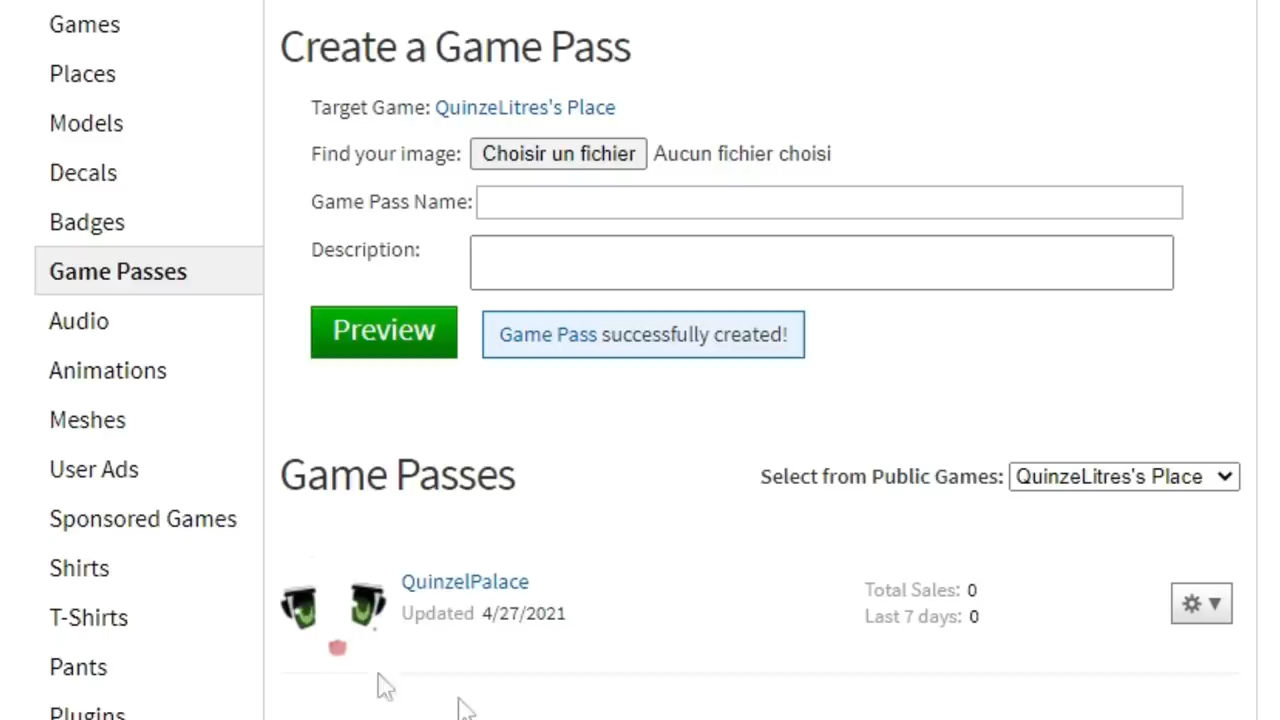 Games
Places
Models
Decals
Badges
Game Passes
Audio
Animations
Meshes
User Ads
Sponsored Games
Shirts
T-Shirts
Pants
Plugins
Create a Game Pass
Target Game: QuinzeLitres's Place
Find your image: Choisir un fichier Aucun fichier choisi
Game Pass Name:
Description:
Preview Game Pass successfully created!
Game Passes Select from Public Games: QuinzeLitres's Place
QuinzelPalace
Updated 4/27/2021
Total Sales: 0
Last 7 days: 0